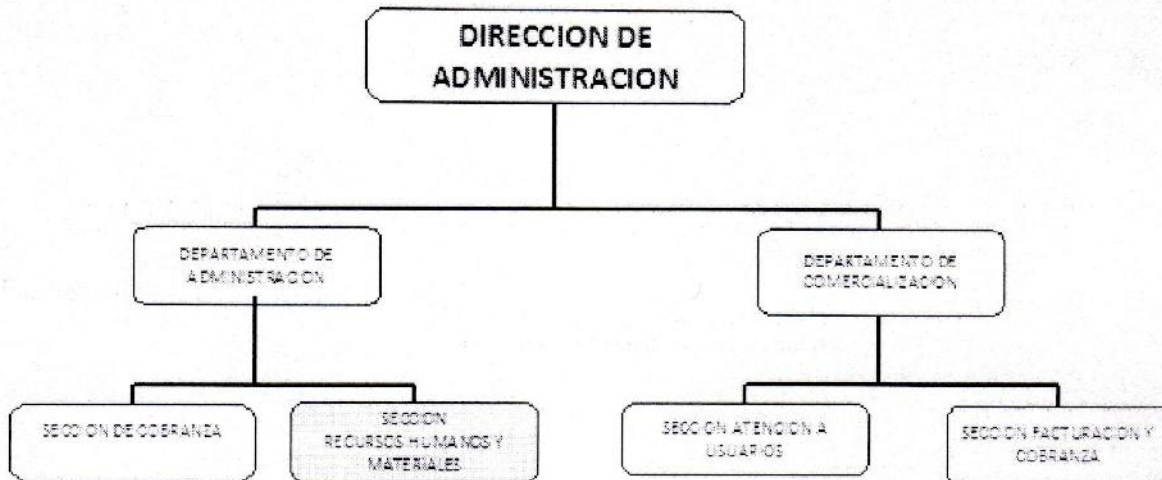 DIRECCION DE
ADMINISTRACION
DEPARTAMENTO DE
ADMINISTRACION
DEPARTAMENTO DE
COMERCIALIZACION
SECCION DE COBRANZA
SECCION
RECURSOS HUMANOS Y
MATERIALES
SECCION ATENCION A
USUARIOS
SECCION FACTURACION Y
COBRANZA